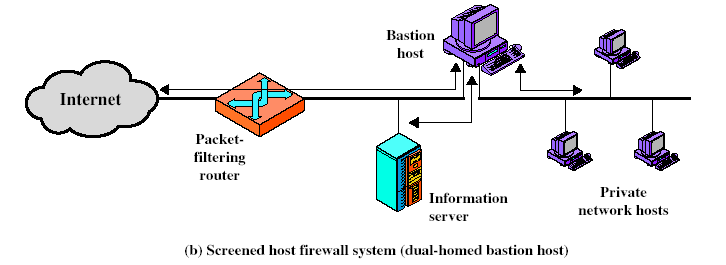 Bastion
host
Internet
Packet-
filtering
router
Information
server
Private
network hosts
(b) Screened host firewall system (dual-homed bastion host)